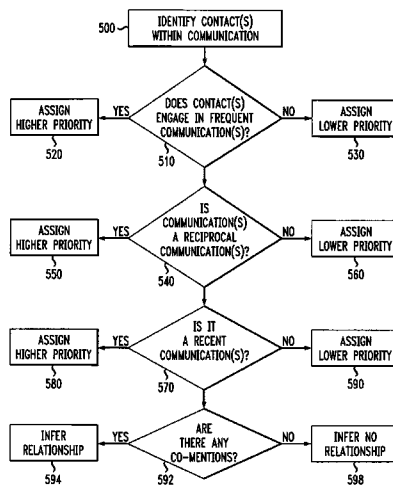 500
IDENTIFY CONTACT(S)
WITHIN COMMUNICATION
ASSIGN
HIGHER PRIORITY
520
YES
DOES CONTACT(S)
ENGAGE IN FREQUENT
COMMUNICATION(S)?
510
NO
ASSIGN
LOWER PRIORITY
530
ASSIGN
HIGHER PRIORITY
550
YES
IS
COMMUNICATION(S)
A RECIPROCAL
COMMUNICATION(S)?
540
NO
ASSIGN
LOWER PRIORITY
560
ASSIGN
HIGHER PRIORITY
580
YES
IS IT
A RECENT
COMMUNICATION(S)?
570
NO
ASSIGN
LOWER PRIORITY
590
INFER
RELATIONSHIP
594
YES
ARE
THERE ANY
CO-MENTIONS?
592
NO
INFER NO
RELATIONSHIP
598